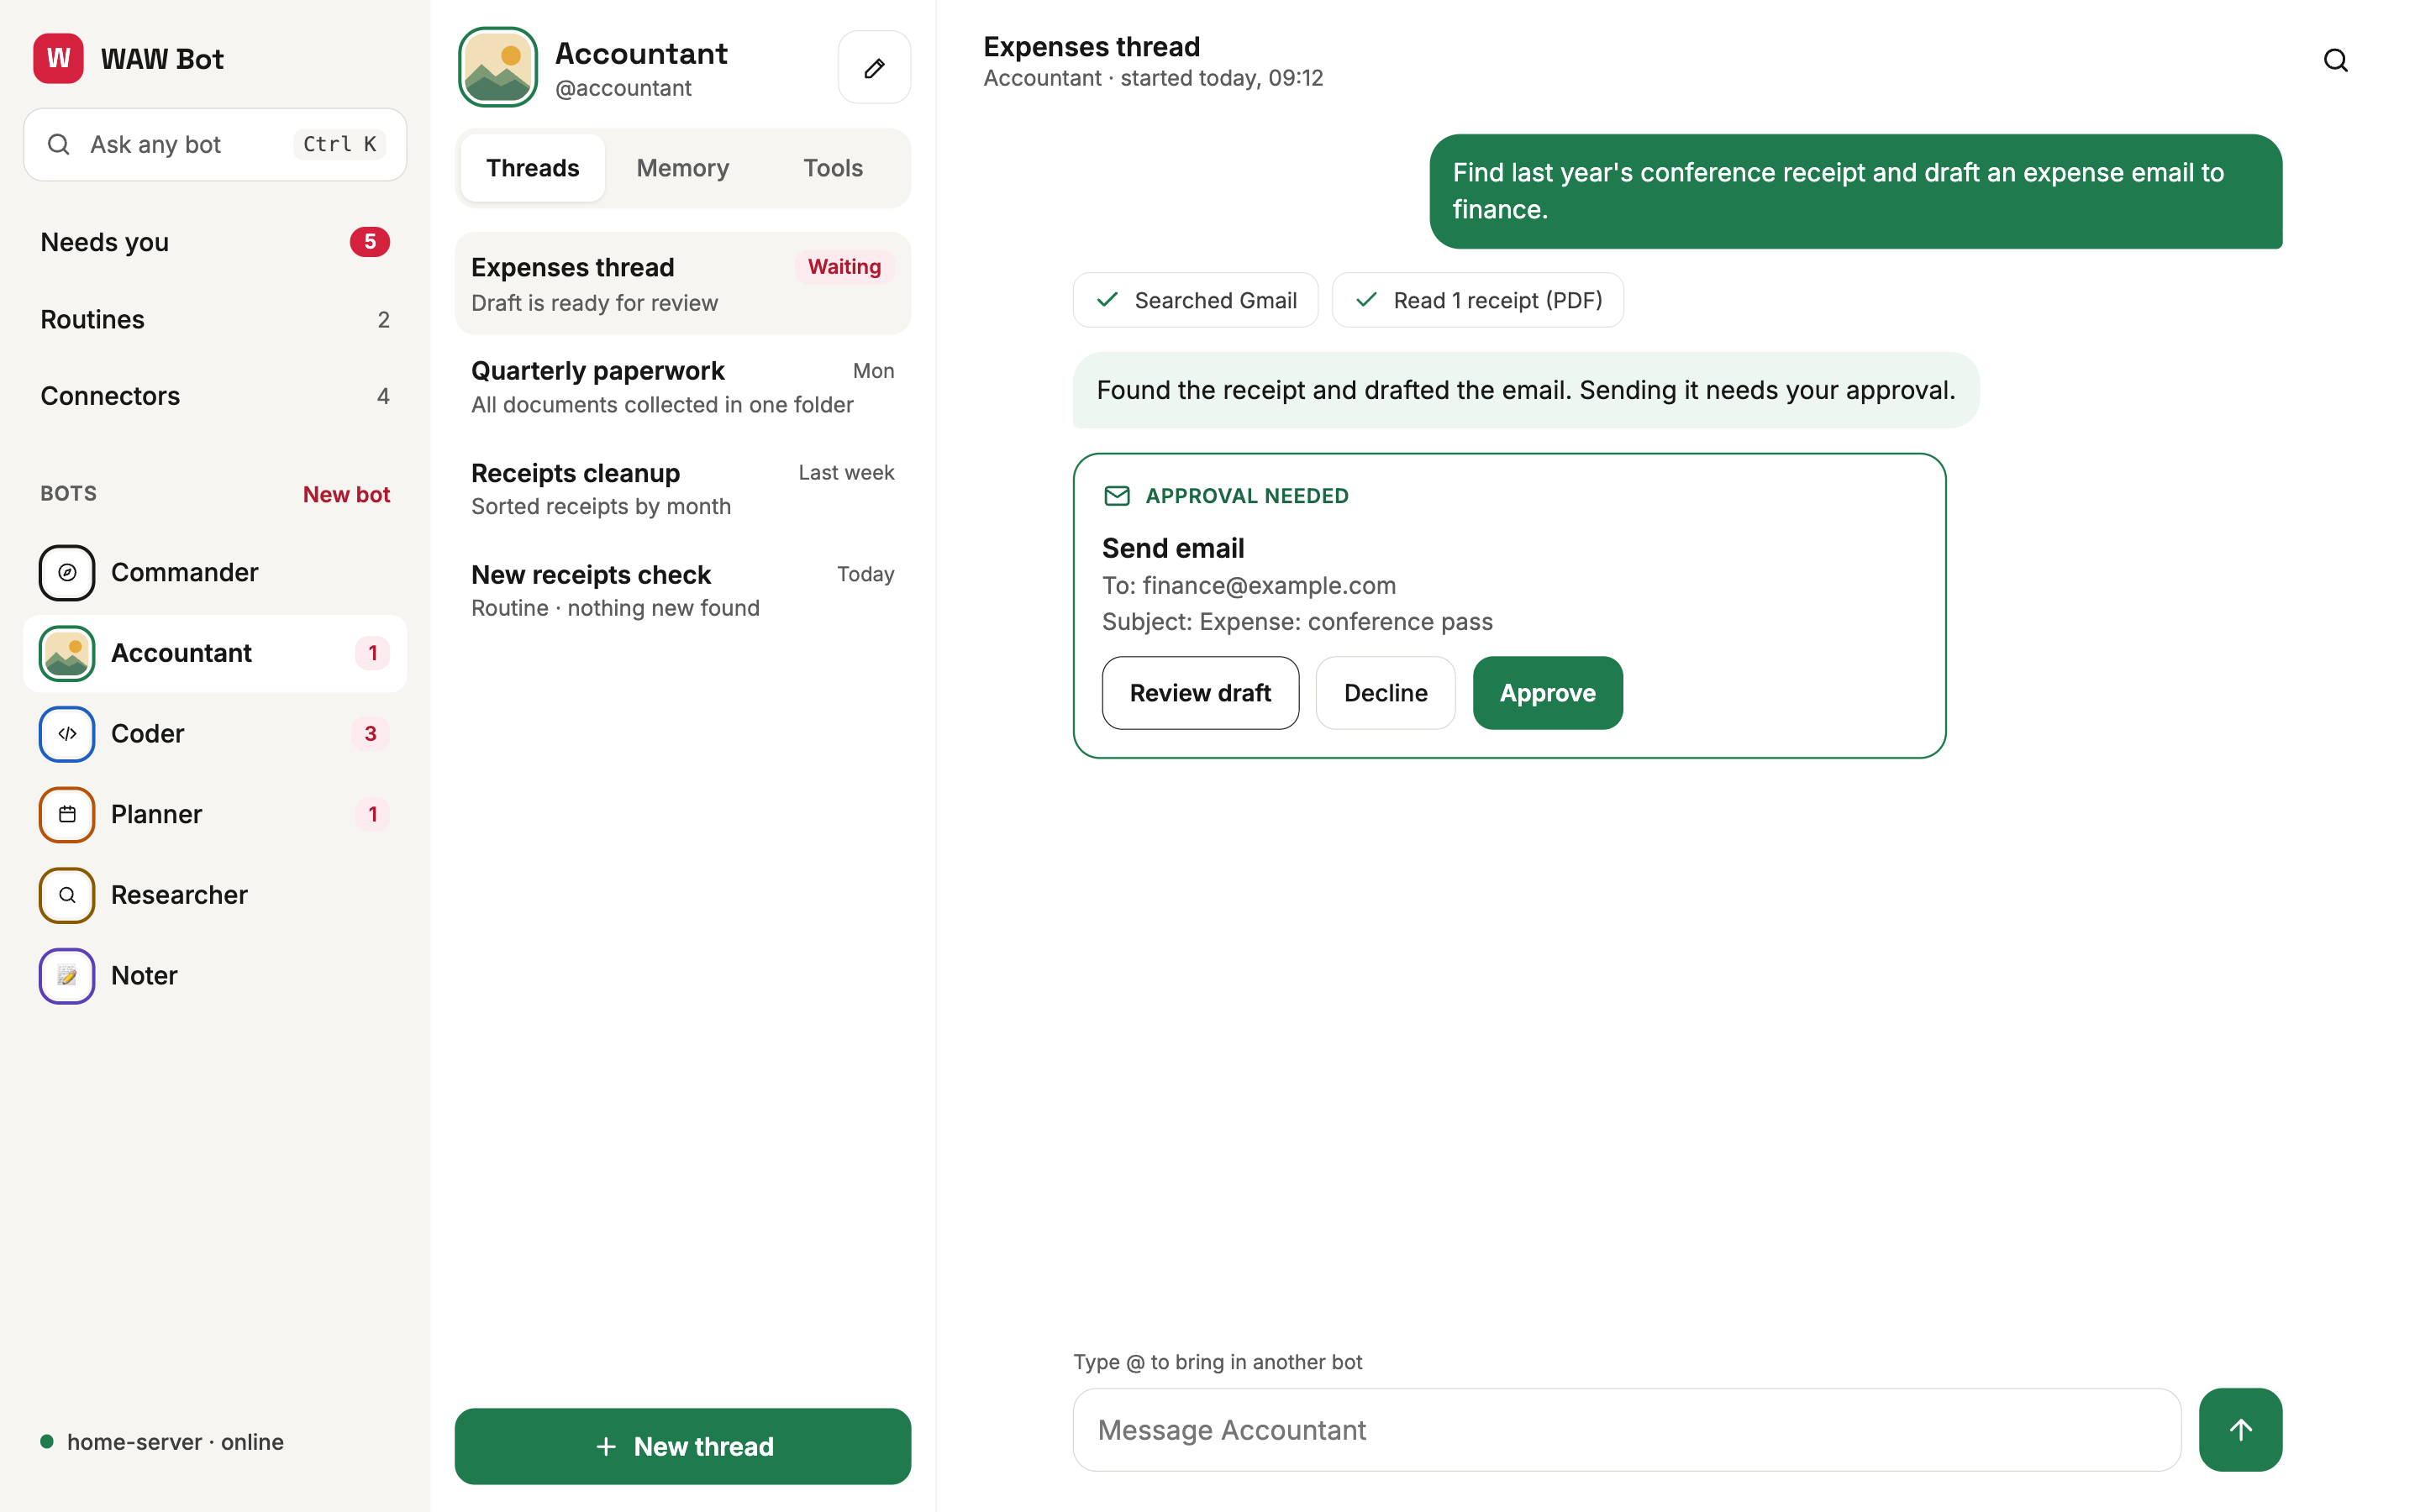 W WAW Bot
Ask any bot Ctrl K
Needs you 5
Routines 2
Connectors 4
BOTS New bot
Commander
Accountant 1
Coder 3
Planner 1
Researcher
Noter
home-server · online
Accountant
@accountant
Threads Memory Tools
Expenses thread Waiting
Draft is ready for review
Quarterly paperwork Mon
All documents collected in one folder
Receipts cleanup Last week
Sorted receipts by month
New receipts check Today
Routine · nothing new found
+ New thread
Expenses thread
Accountant · started today, 09:12
Find last year's conference receipt and draft an expense email to
finance.
Searched Gmail Read 1 receipt (PDF)
Found the receipt and drafted the email. Sending it needs your approval.
APPROVAL NEEDED
Send email
To: finance@example.com
Subject: Expense: conference pass
Review draft Decline Approve
Type @ to bring in another bot
Message Accountant